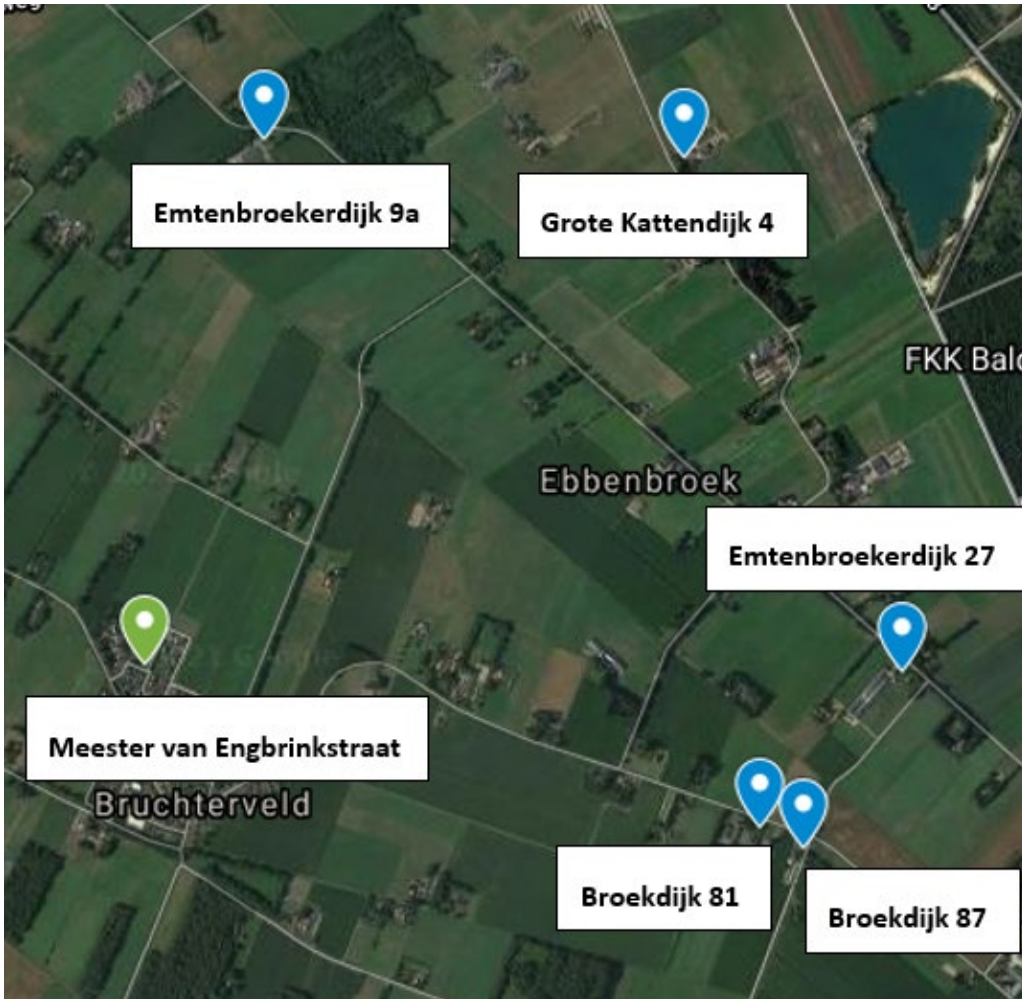 Emtenbroekerdijk 9a
Grote Kattendijk 4
FKK Bald
Ebbenbroek
Emtenbroekerdijk 27
Meester van Engbrinkstraat
Bruchterveld
Broekdijk 81
Broekdijk 87